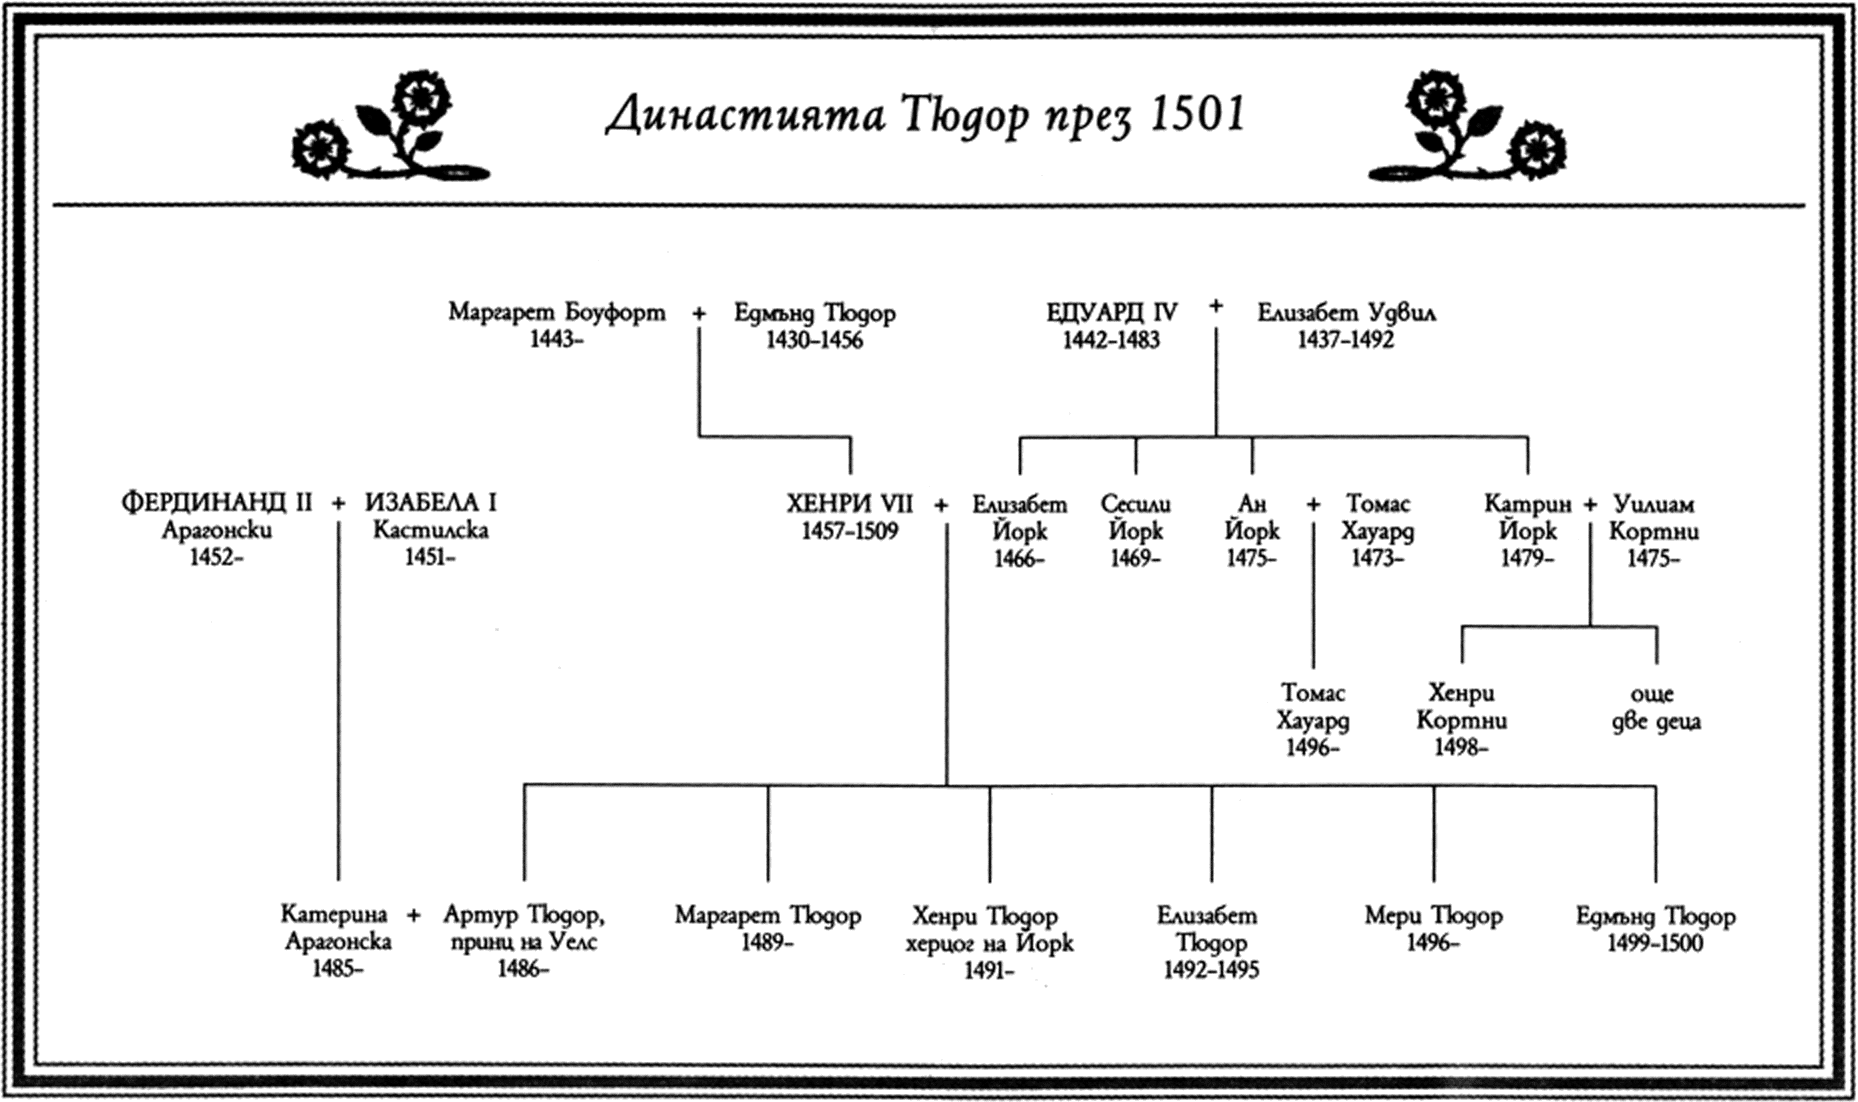 Династията Тюдор през 1501
Маргарет Боуфорт + Едмънд Тюдор
1443– 1430–1456
ЕДУАРД IV + Елизабет Удвил
1442–1483 1437–1492
ФЕРДИНАНД II + ИЗАБЕЛА I
Арагонски Кастилска
1452– 1451–
ХЕНРИ VII + Елизабет Сесили Ан + Томас Катрин + Уилиам
1457–1509 Йорк Йорк Йорк Хауард Йорк Кортни
1466– 1469– 1475– 1473– 1479– 1475–
Томас Хенри още
Хауард Кортни две деца
1496– 1498–
Катерина + Артур Тюдор, Маргарет Тюдор Хенри Тюдор Елизабет Мери Тюдор Едмънд Тюдор
Арагонска принц на Уелс 1489– херцог на Йорк Тюдор 1496– 1499–1500
1485– 1486– 1491– 1492–1495